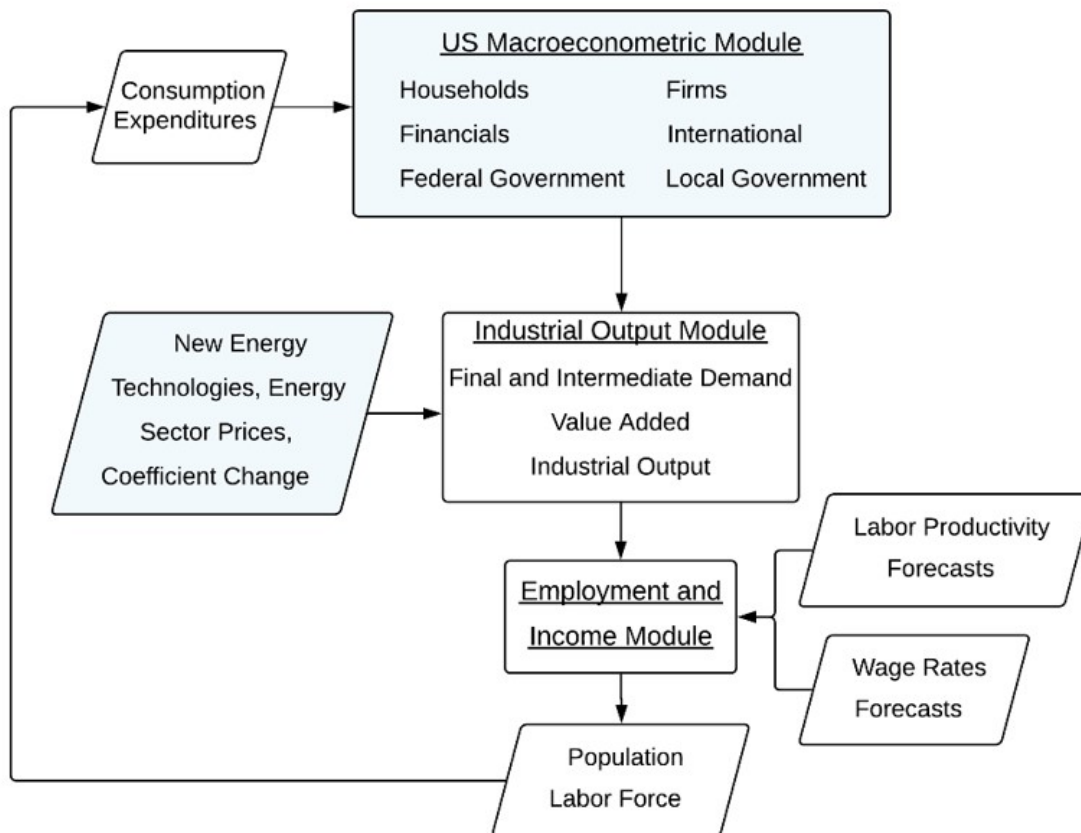 US Macroeconometric Module
Households
Firms
Financials
International
Federal Government
Local Government
Consumption
Expenditures
New Energy
Technologies, Energy
Sector Prices,
Coefficient Change
Industrial Output Module
Final and Intermediate Demand
Value Added
Industrial Output
Employment and
Income Module
Labor Productivity
Forecasts
Wage Rates
Forecasts
Population
Labor Force